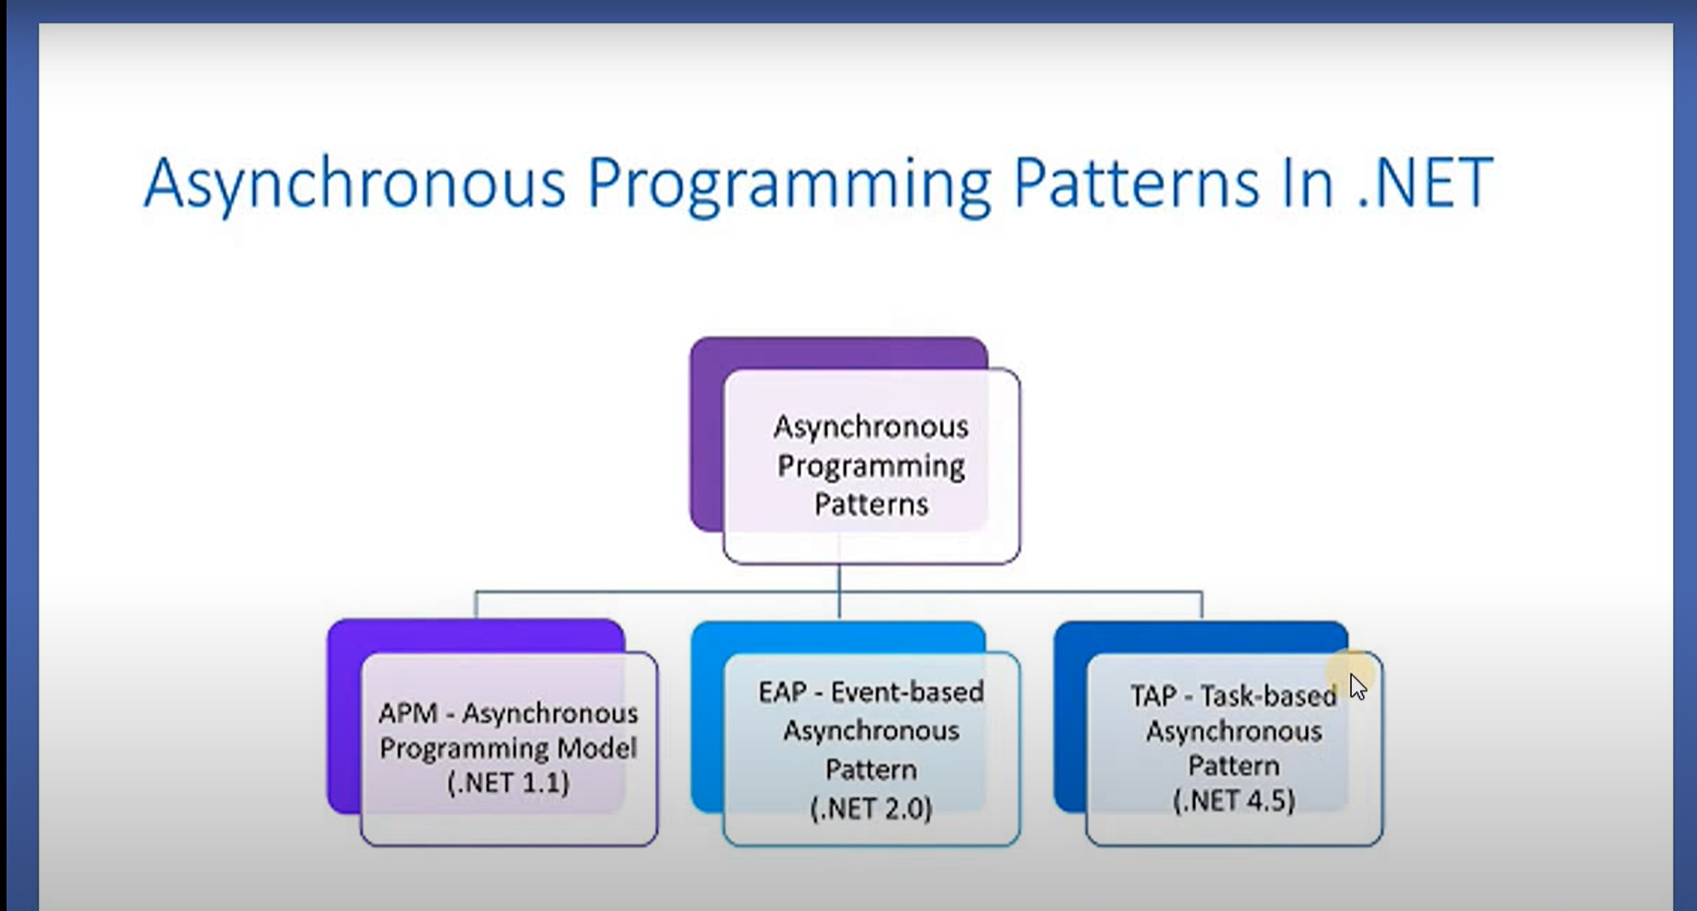 Asynchronous Programming Patterns In .NET
Asynchronous
Programming
Patterns
APM - Asynchronous
Programming Model
(.NET 1.1)
EAP - Event-based
Asynchronous
Pattern
(.NET 2.0)
TAP - Task-based
Asynchronous
Pattern
(.NET 4.5)